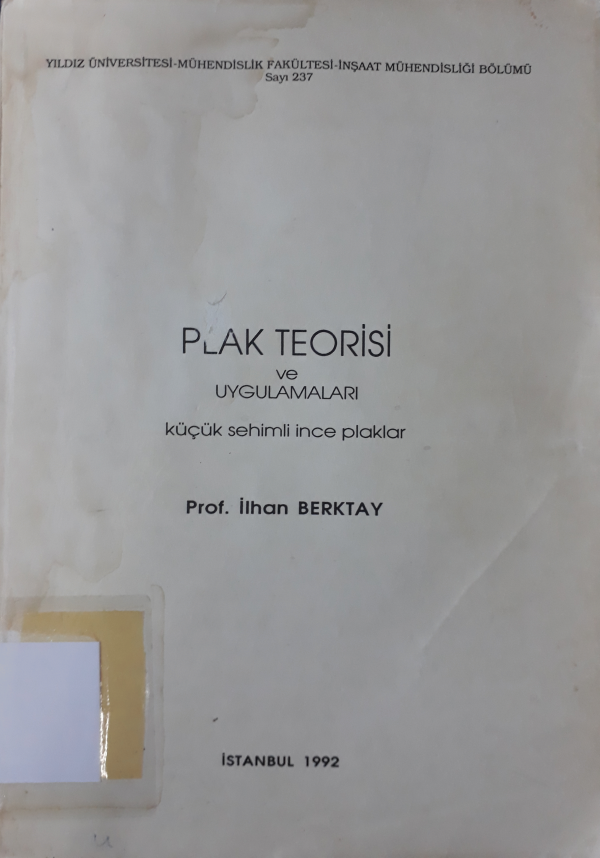 YILDIZ ÜNİVERSİTESİ-MÜHENDİSLİK FAKÜLTESİ-İNŞAAT MÜHENDİSLİĞİ BÖLÜMÜ
Sayı 237
PLAK TEORİSİ
ve
UYGULAMALARI
küçük sehimli ince plaklar
Prof. İlhan BERKTAY
İSTANBUL 1992